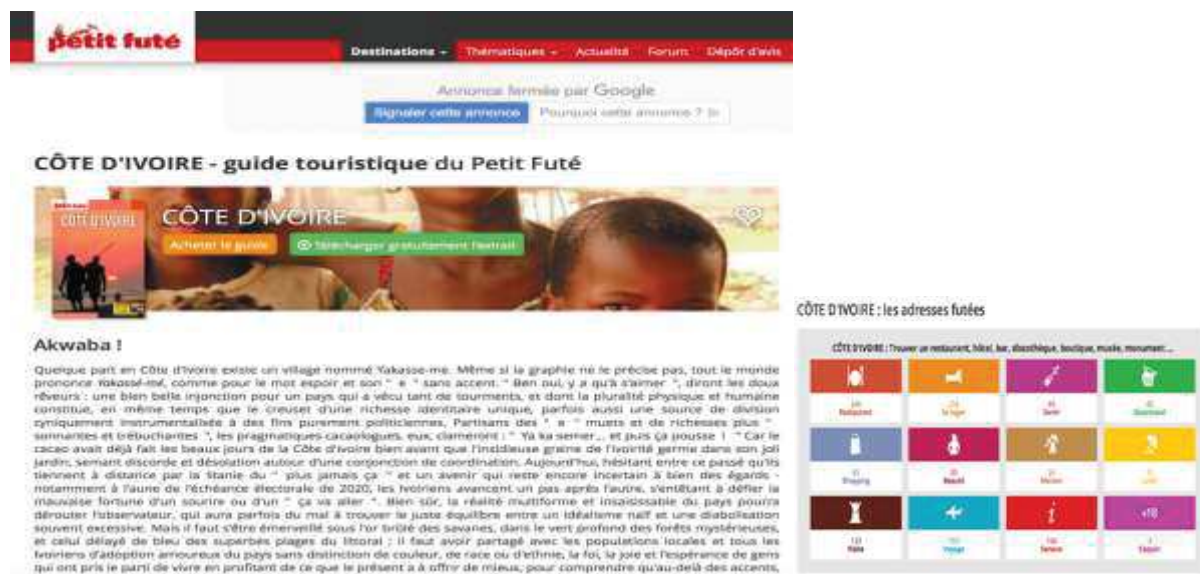 petit futé
Destinations Thématiques Actualité Forum Dépôt d'avis
Annonce fermée par Google
Signaler cette annonce Pourquoi cette annonce ?
CÔTE D'IVOIRE - guide touristique du Petit Futé
CÔTE D'IVOIRE
CÔTE D'IVOIRE
Acheter le guide Télécharger gratuitement l'extrait
Akwaba !
Quelque part en Côte d'Ivoire existe un village nommé Yakasse-me. Même si la graphie ne le précise pas, tout le monde
prononce Yakassé-mé, comme pour le mot espoir et son " e " sans accent. " Ben oui, y a qu'à s'aimer ", diront les doux
rêveurs : une bien belle injonction pour un pays qui a vécu tant de tourments, et dont la pluralité physique et humaine
constitue, en même temps que le creuset d'une richesse identitaire unique, parfois aussi une source de division
cyniquement instrumentalisée à des fins purement politiciennes. Partisans des " e " muets et de richesses plus "
sonnantes et trébuchantes ", les pragmatiques cacaologues, eux, clameront : " Ya ka semer... et puis ça pousse ! " Car le
cacao avait déjà fait les beaux jours de la Côte d'Ivoire bien avant que l'insidieuse graine de l'ivoirité germe dans son joli
jardin, semant discorde et désolation autour d'une conjonction de coordination. Aujourd'hui, hésitant entre ce passé qu'ils
tiennent à distance par la litanie du " plus jamais ça " et un avenir qui reste encore incertain à bien des égards -
notamment à l'aune de l'échéance électorale de 2020, les Ivoiriens avancent un pas après l'autre, s'entêtant à défier la
mauvaise fortune d'un sourire ou d'un " ça va aller ". Bien sûr, la réalité multiforme et insaisissable du pays pourra
dérouter l'observateur, qui aura parfois du mal à trouver le juste équilibre entre un idéalisme naïf et une diabolisation
souvent excessive. Mais il faut s'être émerveillé sous l'or brûlé des savanes, dans le vert profond des forêts mystérieuses,
et celui délayé de bleu des superbes plages du littoral ; il faut avoir partagé avec les populations locales et tous les
Ivoiriens d'adoption amoureux du pays sans distinction de couleur, de race ou d'ethnie, la foi, la joie et l'espérance de gens
qui ont pris le parti de vivre en profitant de ce que le présent a à offrir de mieux, pour comprendre qu'au-delà des accents,
CÔTE D'IVOIRE : les adresses futées
CÔTE D'IVOIRE : Trouver un restaurant, hôtel, bar, discothèque, boutique, musée, monument ...
Restaurant Se loger Sortir Gourmand
Shopping Beauté
+18
Visite Voyage Service Coquin